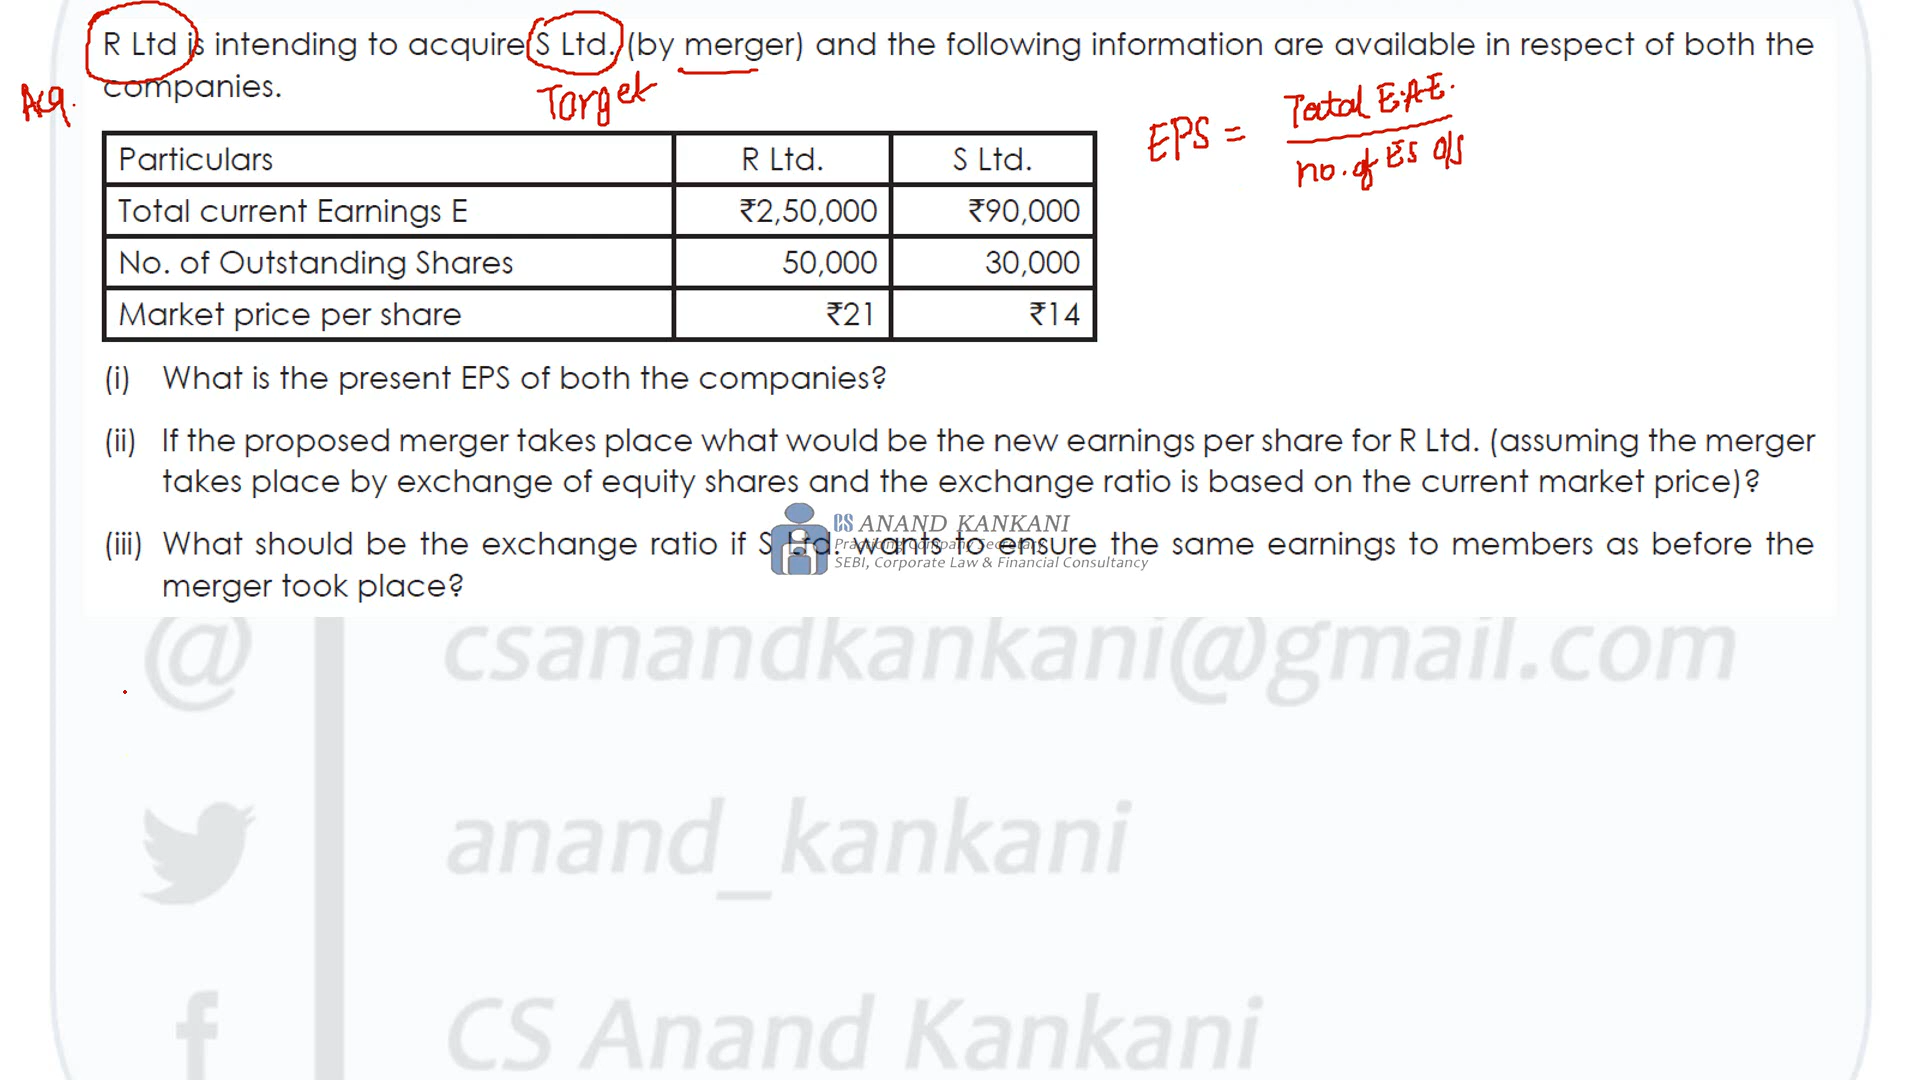 R Ltd is intending to acquire S Ltd. (by merger) and the following information are available in respect of both the
companies.
Acq.
Target
EPS = Total E.A.E.
no. of ES o/s
Particulars R Ltd. S Ltd.
Total current Earnings E ₹2,50,000 ₹90,000
No. of Outstanding Shares 50,000 30,000
Market price per share ₹21 ₹14
(i) What is the present EPS of both the companies?
(ii) If the proposed merger takes place what would be the new earnings per share for R Ltd. (assuming the merger
takes place by exchange of equity shares and the exchange ratio is based on the current market price)?
CS ANAND KANKANI
Practising Company Secretary
SEBI, Corporate Law & Financial Consultancy
(iii) What should be the exchange ratio if S Ltd. wants to ensure the same earnings to members as before the
merger took place?
@ csanandkankani@gmail.com
anand_kankani
f CS Anand Kankani